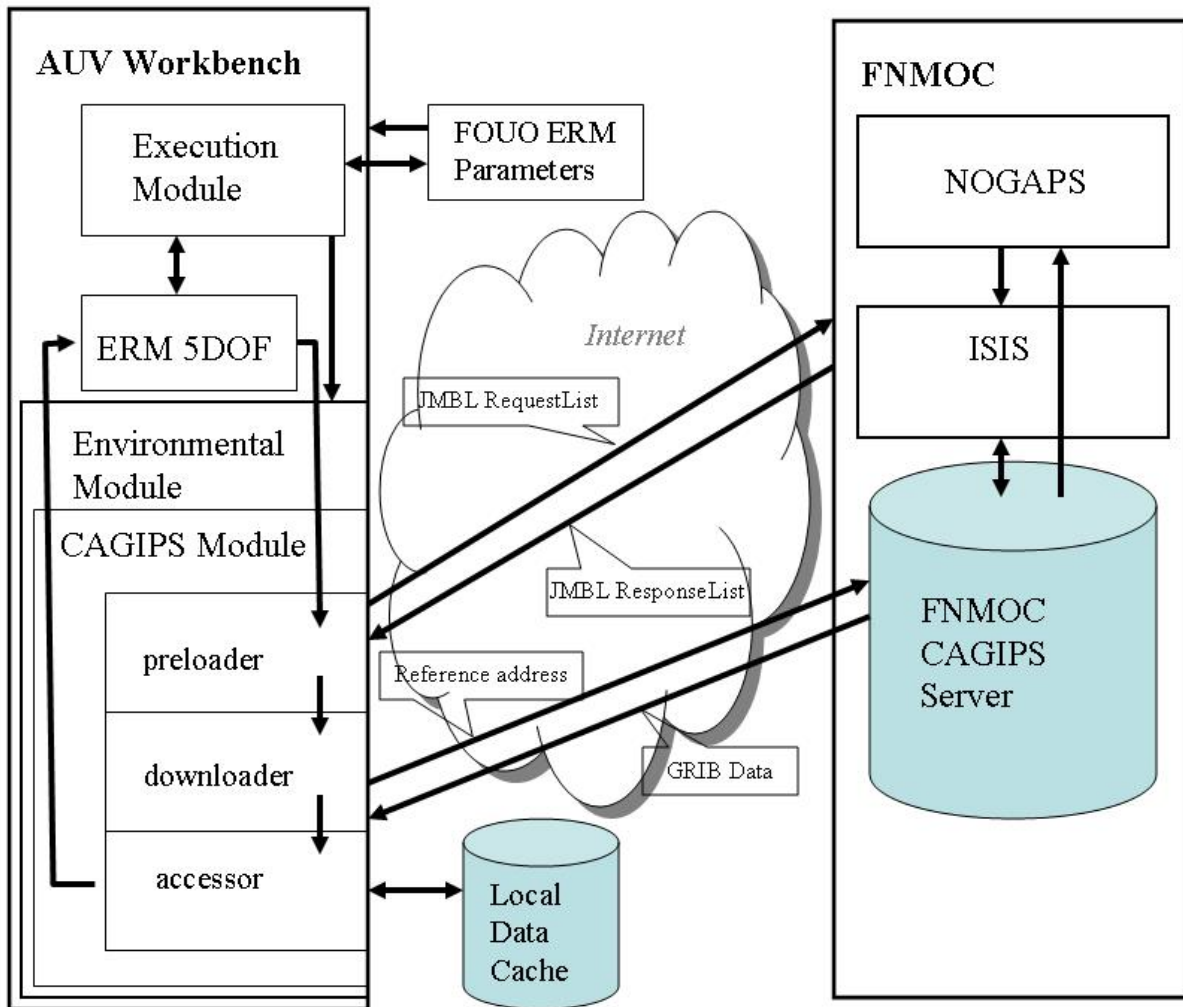 AUV Workbench
Execution
Module
FOUO ERM
Parameters
ERM 5DOF
Environmental
Module
CAGIPS Module
preloader
downloader
accessor
Internet
JMBL RequestList
JMBL ResponseList
Reference address
GRIB Data
Local
Data
Cache
FNMOC
NOGAPS
ISIS
FNMOC
CAGIPS
Server